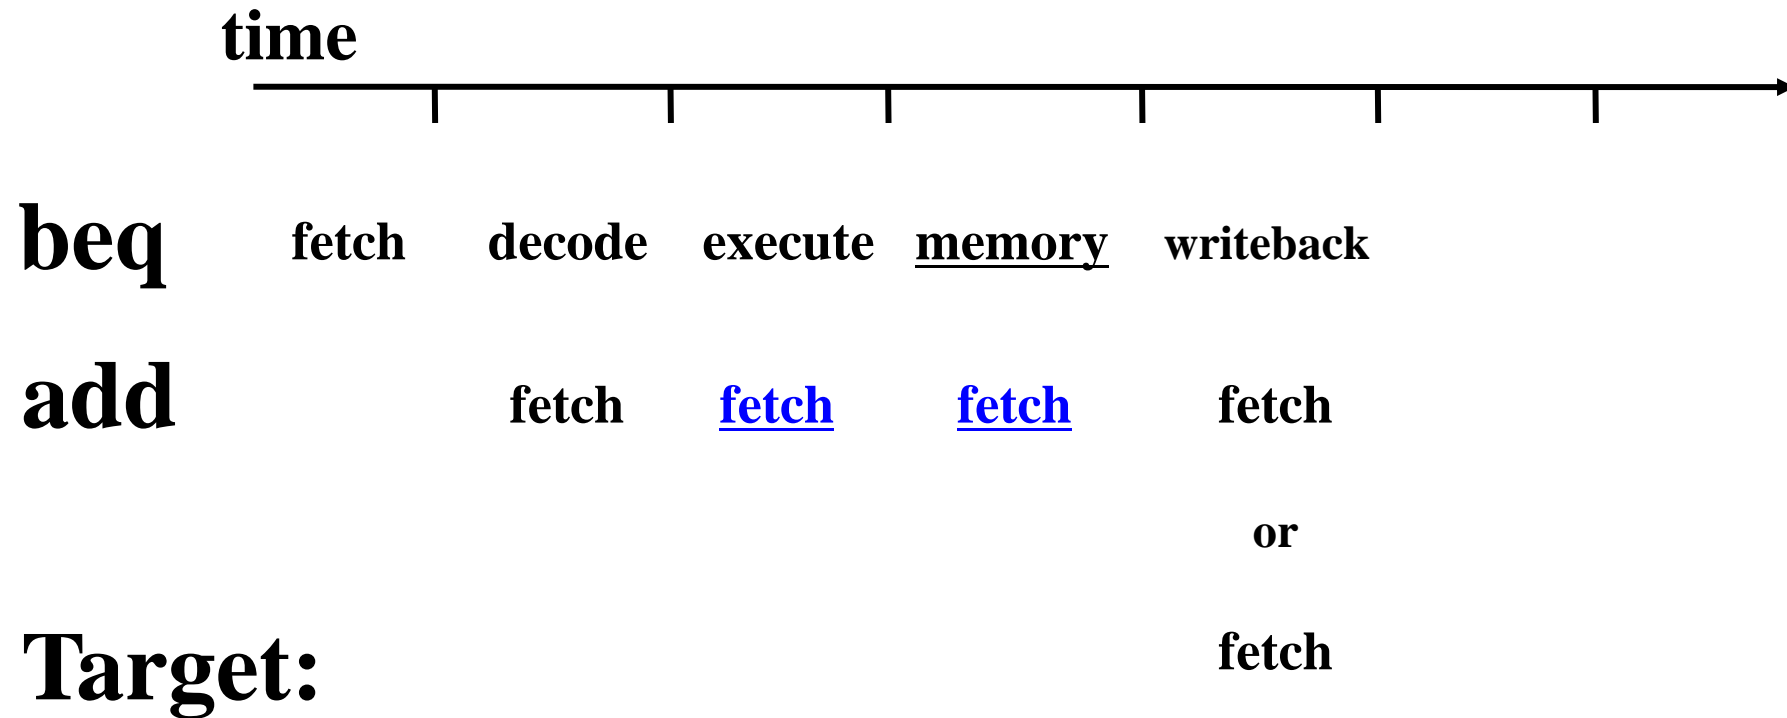 time
beq fetch decode execute memory writeback
add fetch fetch fetch fetch
or
Target: fetch